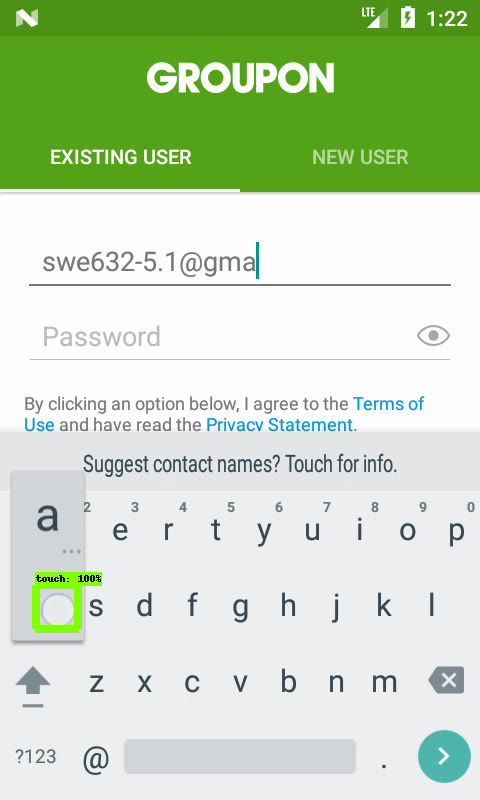 LTE 1:22
GROUPON
EXISTING USER NEW USER
swe632-5.1@gma
Password
By clicking an option below, I agree to the Terms of
Use and have read the Privacy Statement.
Suggest contact names? Touch for info.
a ...
2 3 4 5 6 7 8 9 0
e r t y u i o p
touch: 100%
s d f g h j k l
z x c v b n m
?123 @ .